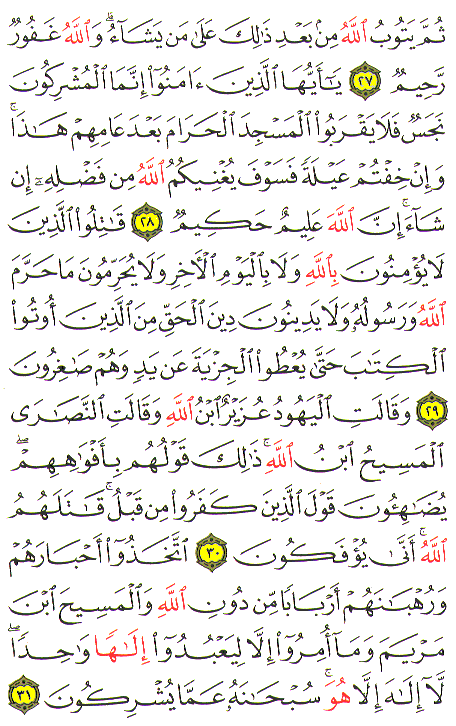 ثُمَّ يَتُوبُ ٱللَّهُ مِنۢ بَعۡدِ ذَٰلِكَ عَلَىٰ مَن يَشَآءُۗ وَٱللَّهُ غَفُورٞ
رَّحِيمٞ ٢٧ يَٰٓأَيُّهَا ٱلَّذِينَ ءَامَنُوٓاْ إِنَّمَا ٱلۡمُشۡرِكُونَ
نَجَسٞ فَلَا يَقۡرَبُواْ ٱلۡمَسۡجِدَ ٱلۡحَرَامَ بَعۡدَ عَامِهِمۡ هَٰذَاۚ
وَإِنۡ خِفۡتُمۡ عَيۡلَةٗ فَسَوۡفَ يُغۡنِيكُمُ ٱللَّهُ مِن فَضۡلِهِۦٓ إِن
شَآءَۚ إِنَّ ٱللَّهَ عَلِيمٌ حَكِيمٞ ٢٨ قَٰتِلُواْ ٱلَّذِينَ
لَا يُؤۡمِنُونَ بِٱللَّهِ وَلَا بِٱلۡيَوۡمِ ٱلۡأٓخِرِ وَلَا يُحَرِّمُونَ مَا حَرَّمَ
ٱللَّهُ وَرَسُولُهُۥ وَلَا يَدِينُونَ دِينَ ٱلۡحَقِّ مِنَ ٱلَّذِينَ أُوتُواْ
ٱلۡكِتَٰبَ حَتَّىٰ يُعۡطُواْ ٱلۡجِزۡيَةَ عَن يَدٖ وَهُمۡ صَٰغِرُونَ
٢٩ وَقَالَتِ ٱلۡيَهُودُ عُزَيۡرٌ ٱبۡنُ ٱللَّهِ وَقَالَتِ ٱلنَّصَٰرَى
ٱلۡمَسِيحُ ٱبۡنُ ٱللَّهِۖ ذَٰلِكَ قَوۡلُهُم بِأَفۡوَٰهِهِمۡۖ
يُضَٰهِـُٔونَ قَوۡلَ ٱلَّذِينَ كَفَرُواْ مِن قَبۡلُۚ قَٰتَلَهُمُ
ٱللَّهُۖ أَنَّىٰ يُؤۡفَكُونَ ٣٠ ٱتَّخَذُوٓاْ أَحۡبَارَهُمۡ
وَرُهۡبَٰنَهُمۡ أَرۡبَابٗا مِّن دُونِ ٱللَّهِ وَٱلۡمَسِيحَ ٱبۡنَ
مَرۡيَمَ وَمَآ أُمِرُوٓاْ إِلَّا لِيَعۡبُدُوٓاْ إِلَٰهٗا وَٰحِدٗاۖ
لَّآ إِلَٰهَ إِلَّا هُوَۚ سُبۡحَٰنَهُۥ عَمَّا يُشۡرِكُونَ ٣١